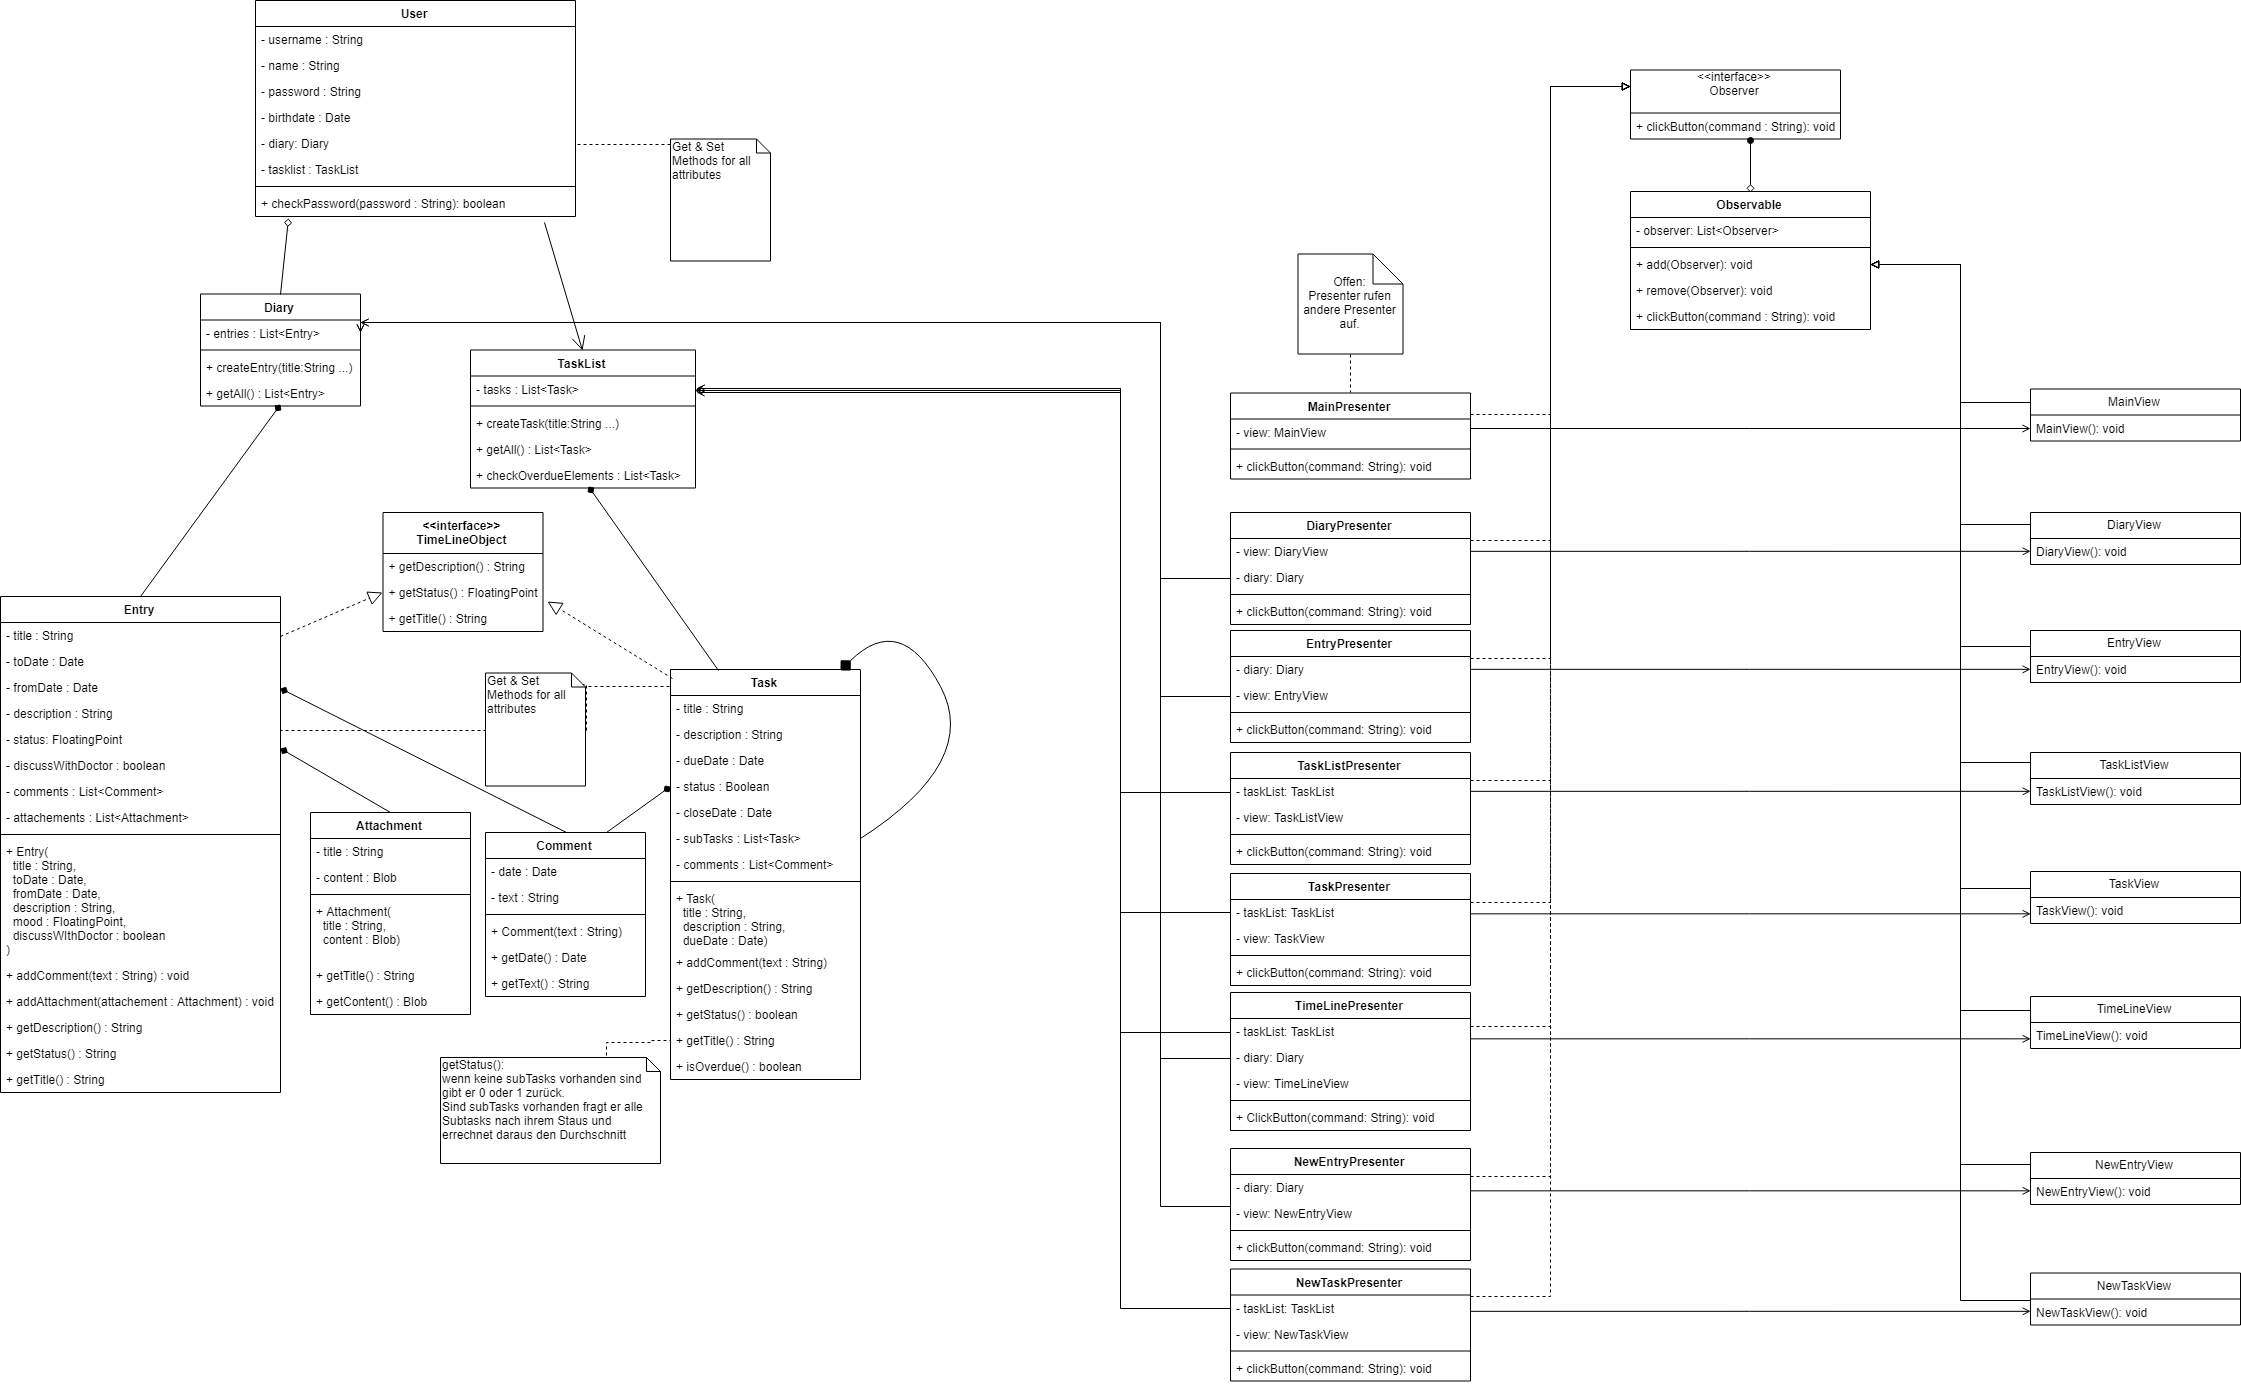 User
- username : String
- name : String
- password : String
- birthdate : Date
- diary: Diary
- tasklist : TaskList
+ checkPassword(password : String): boolean
Get & Set
Methods for all
attributes
Diary
- entries : List<Entry>
+ createEntry(title:String ...)
+ getAll() : List<Entry>
TaskList
- tasks : List<Task>
+ createTask(title:String ...)
+ getAll() : List<Task>
+ checkOverdueElements : List<Task>
<<interface>>
TimeLineObject
+ getDescription() : String
+ getStatus() : FloatingPoint
+ getTitle() : String
Entry
- title : String
- toDate : Date
- fromDate : Date
- description : String
- status: FloatingPoint
- discussWithDoctor : boolean
- comments : List<Comment>
- attachements : List<Attachment>
+ Entry(
title : String,
toDate : Date,
fromDate : Date,
description : String,
mood : FloatingPoint,
discussWIthDoctor : boolean
)
+ addComment(text : String) : void
+ addAttachment(attachement : Attachment) : void
+ getDescription() : String
+ getStatus() : String
+ getTitle() : String
Get & Set
Methods for all
attributes
Attachment
- title : String
- content : Blob
+ Attachment(
title : String,
content : Blob)
+ getTitle() : String
+ getContent() : Blob
Comment
- date : Date
- text : String
+ Comment(text : String)
+ getDate() : Date
+ getText() : String
Task
- title : String
- description : String
- dueDate : Date
- status : Boolean
- closeDate : Date
- subTasks : List<Task>
- comments : List<Comment>
+ Task(
title : String,
description : String,
dueDate : Date)
+ addComment(text : String)
+ getDescription() : String
+ getStatus() : boolean
+ getTitle() : String
+ isOverdue() : boolean
getStatus():
wenn keine subTasks vorhanden sind
gibt er 0 oder 1 zurück.
Sind subTasks vorhanden fragt er alle
Subtasks nach ihrem Staus und
errechnet daraus den Durchschnitt
<<interface>>
Observer
+ clickButton(command : String): void
Observable
- observer: List<Observer>
+ add(Observer): void
+ remove(Observer): void
+ clickButton(command : String): void
Offen:
Presenter rufen
andere Presenter
auf.
MainPresenter
- view: MainView
+ clickButton(command: String): void
DiaryPresenter
- view: DiaryView
- diary: Diary
+ clickButton(command: String): void
EntryPresenter
- diary: Diary
- view: EntryView
+ clickButton(command: String): void
TaskListPresenter
- taskList: TaskList
- view: TaskListView
+ clickButton(command: String): void
TaskPresenter
- taskList: TaskList
- view: TaskView
+ clickButton(command: String): void
TimeLinePresenter
- taskList: TaskList
- diary: Diary
- view: TimeLineView
+ ClickButton(command: String): void
NewEntryPresenter
- diary: Diary
- view: NewEntryView
+ clickButton(command: String): void
NewTaskPresenter
- taskList: TaskList
- view: NewTaskView
+ clickButton(command: String): void
MainView
MainView(): void
DiaryView
DiaryView(): void
EntryView
EntryView(): void
TaskListView
TaskListView(): void
TaskView
TaskView(): void
TimeLineView
TimeLineView(): void
NewEntryView
NewEntryView(): void
NewTaskView
NewTaskView(): void